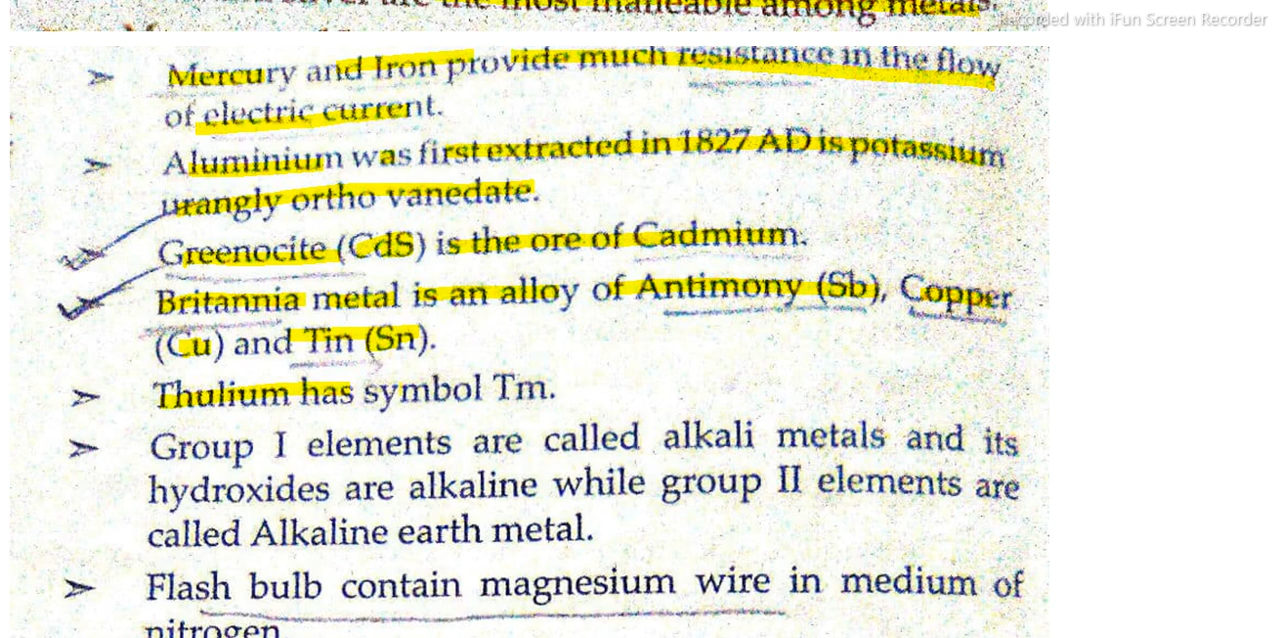 are the most malleable among metals.
Recorded with iFun Screen Recorder
➢ Mercury and Iron provide much resistance in the flow
of electric current.
➢ Aluminium was first extracted in 1827 AD is potassium
urangly ortho vanedate.
Greenocite (CdS) is the ore of Cadmium.
Britannia metal is an alloy of Antimony (Sb), Copper
(Cu) and Tin (Sn).
➢ Thulium has symbol Tm.
➢ Group I elements are called alkali metals and its
hydroxides are alkaline while group II elements are
called Alkaline earth metal.
➢ Flash bulb contain magnesium wire in medium of
nitrogen